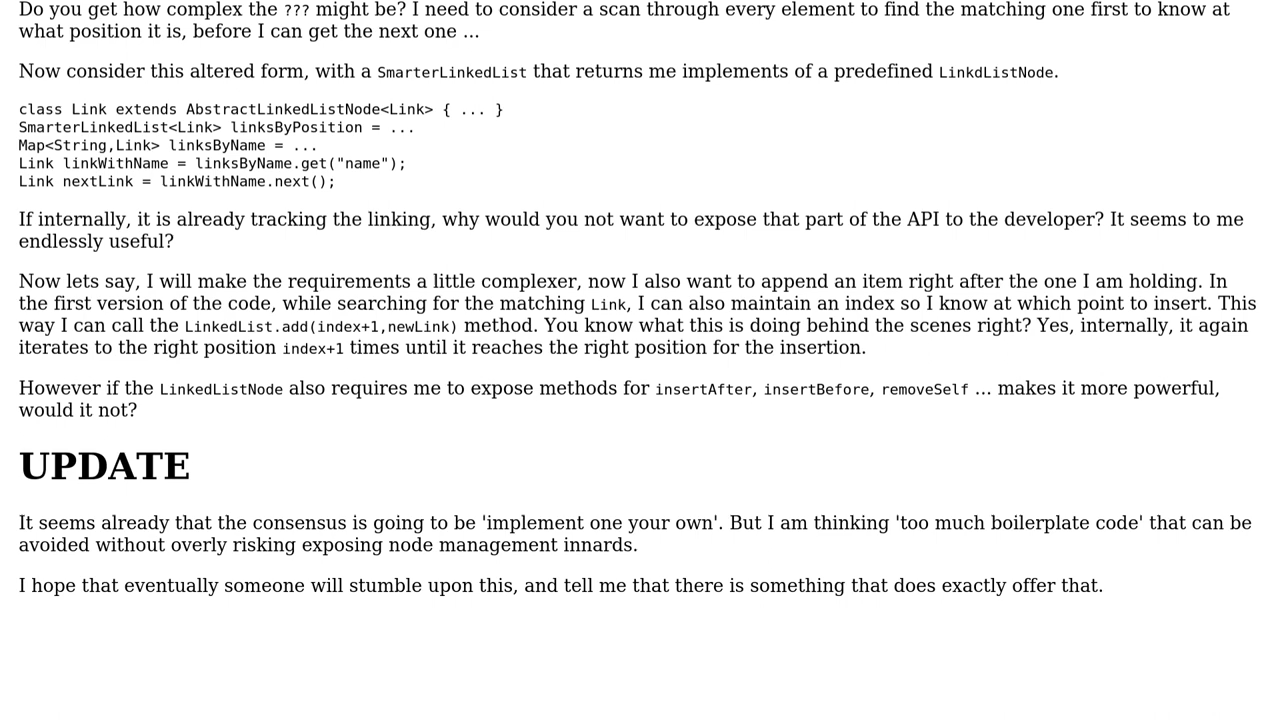 Do you get how complex the ??? might be? I need to consider a scan through every element to find the matching one first to know at
what position it is, before I can get the next one ...
Now consider this altered form, with a SmarterLinkedList that returns me implements of a predefined LinkdListNode.
class Link extends AbstractLinkedListNode<Link> { ... }
SmarterLinkedList<Link> linksByPosition = ...
Map<String,Link> linksByName = ...
Link linkWithName = linksByName.get("name");
Link nextLink = linkWithName.next();
If internally, it is already tracking the linking, why would you not want to expose that part of the API to the developer? It seems to me
endlessly useful?
Now lets say, I will make the requirements a little complexer, now I also want to append an item right after the one I am holding. In
the first version of the code, while searching for the matching Link, I can also maintain an index so I know at which point to insert. This
way I can call the LinkedList.add(index+1,newLink) method. You know what this is doing behind the scenes right? Yes, internally, it again
iterates to the right position index+1 times until it reaches the right position for the insertion.
However if the LinkedListNode also requires me to expose methods for insertAfter, insertBefore, removeSelf ... makes it more powerful,
would it not?
UPDATE
It seems already that the consensus is going to be 'implement one your own'. But I am thinking 'too much boilerplate code' that can be
avoided without overly risking exposing node management innards.
I hope that eventually someone will stumble upon this, and tell me that there is something that does exactly offer that.